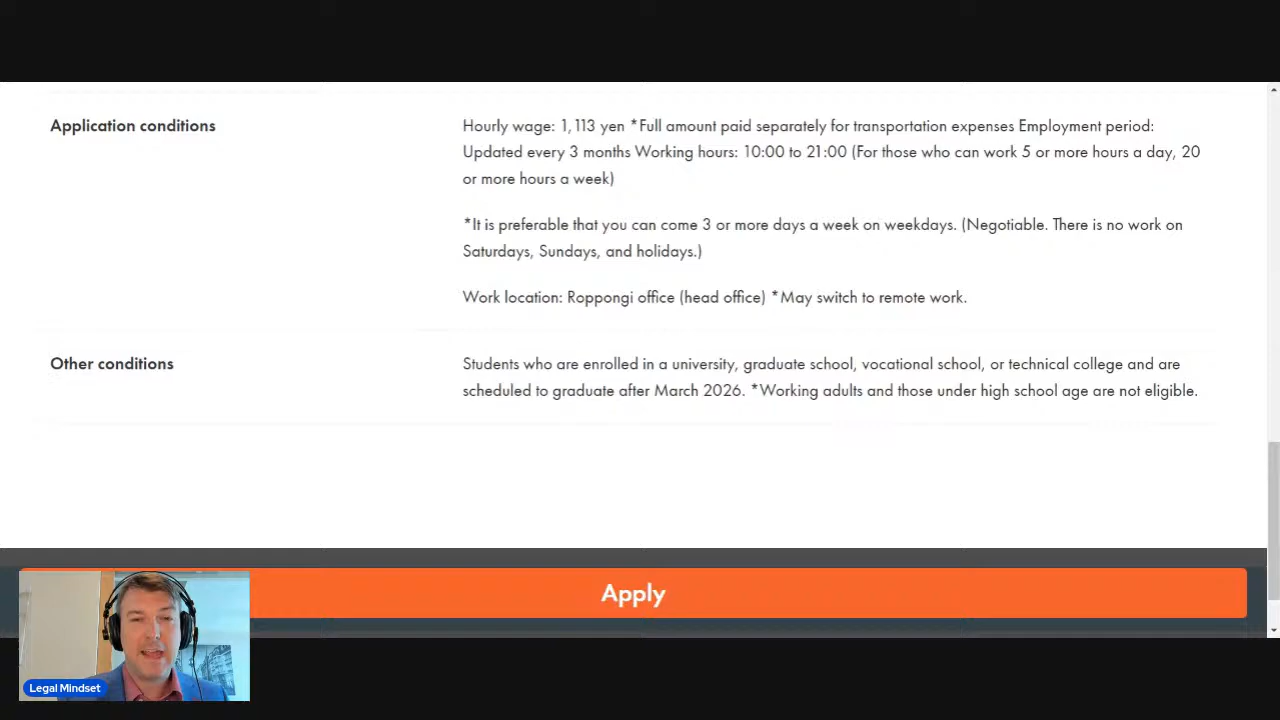 Application conditions
Hourly wage: 1,113 yen *Full amount paid separately for transportation expenses Employment period:
Updated every 3 months Working hours: 10:00 to 21:00 (For those who can work 5 or more hours a day, 20
or more hours a week)
*It is preferable that you can come 3 or more days a week on weekdays. (Negotiable. There is no work on
Saturdays, Sundays, and holidays.)
Work location: Roppongi office (head office) *May switch to remote work.
Other conditions
Students who are enrolled in a university, graduate school, vocational school, or technical college and are
scheduled to graduate after March 2026. *Working adults and those under high school age are not eligible.
Apply
Legal Mindset